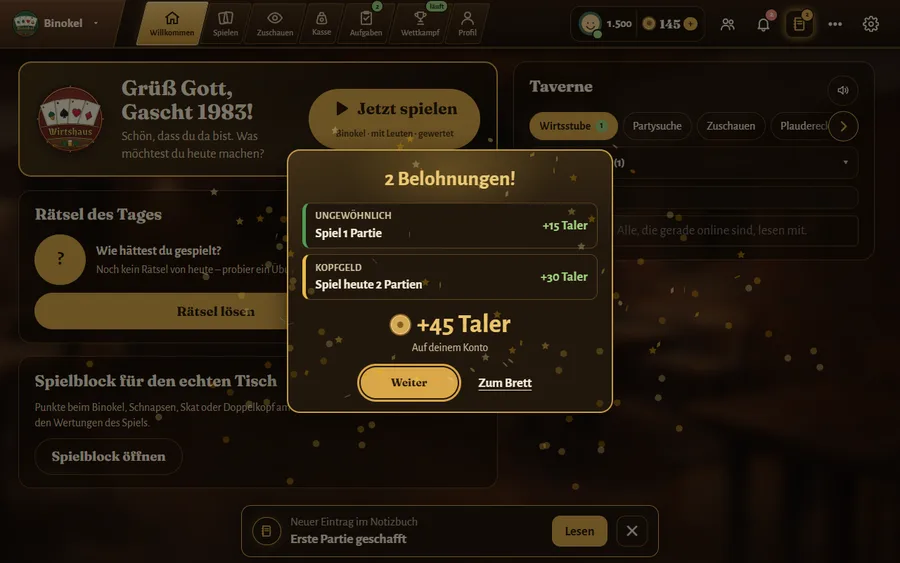 Binokel
Willkommen
Spielen
Zuschauen
Kasse
2
Aufgaben
läuft
Wettkampf
Profil
1.500
145
+
Grüß Gott,
Gascht 1983!
Schön, dass du da bist. Was
möchtest du heute machen?
Wirtshaus
Jetzt spielen
Binokel · mit Leuten · gewertet
Taverne
Wirtsstube 1
Partysuche
Zuschauen
(1)
Alle, die gerade online sind, lesen mit.
Rätsel des Tages
?
Wie hättest du gespielt?
Noch kein Rätsel von heute – probier ein
Rätsel lösen
Spielblock für den echten Tisch
Punkte beim Binokel, Schnapsen, Skat oder Doppelkopf
den Wertungen des Spiels.
Spielblock öffnen
2 Belohnungen!
UNGEWÖHNLICH
Spiel 1 Partie
+15 Taler
KOPFGELD
Spiel heute 2 Partien
+30 Taler
+45 Taler
Auf deinem Konto
Weiter
Zum Brett
Neuer Eintrag im Notizbuch
Erste Partie geschafft
Lesen